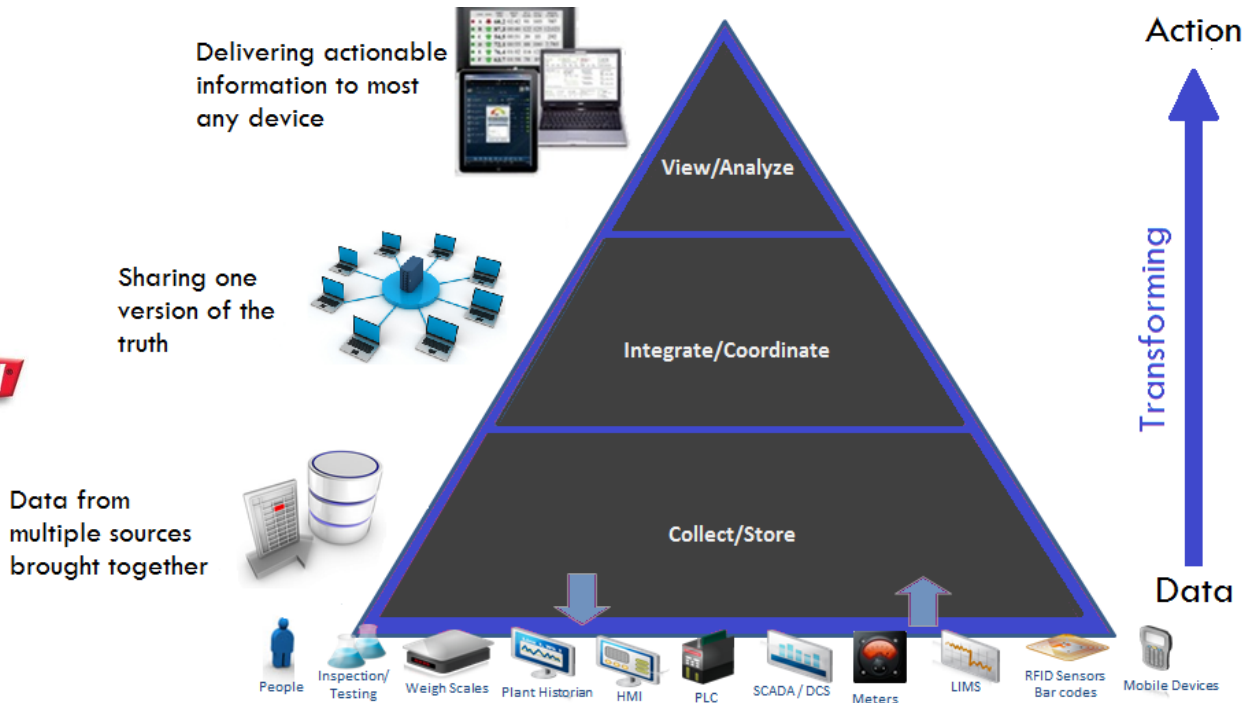 Delivering actionable
information to most
any device
Action
View/Analyze
Sharing one
version of the
truth
Transforming
Integrate/Coordinate
Data from
multiple sources
brought together
Collect/Store
Data
People
Inspection/
Testing
Weigh Scales
Plant Historian
HMI
PLC
SCADA / DCS
Meters
LIMS
RFID Sensors
Bar codes
Mobile Devices